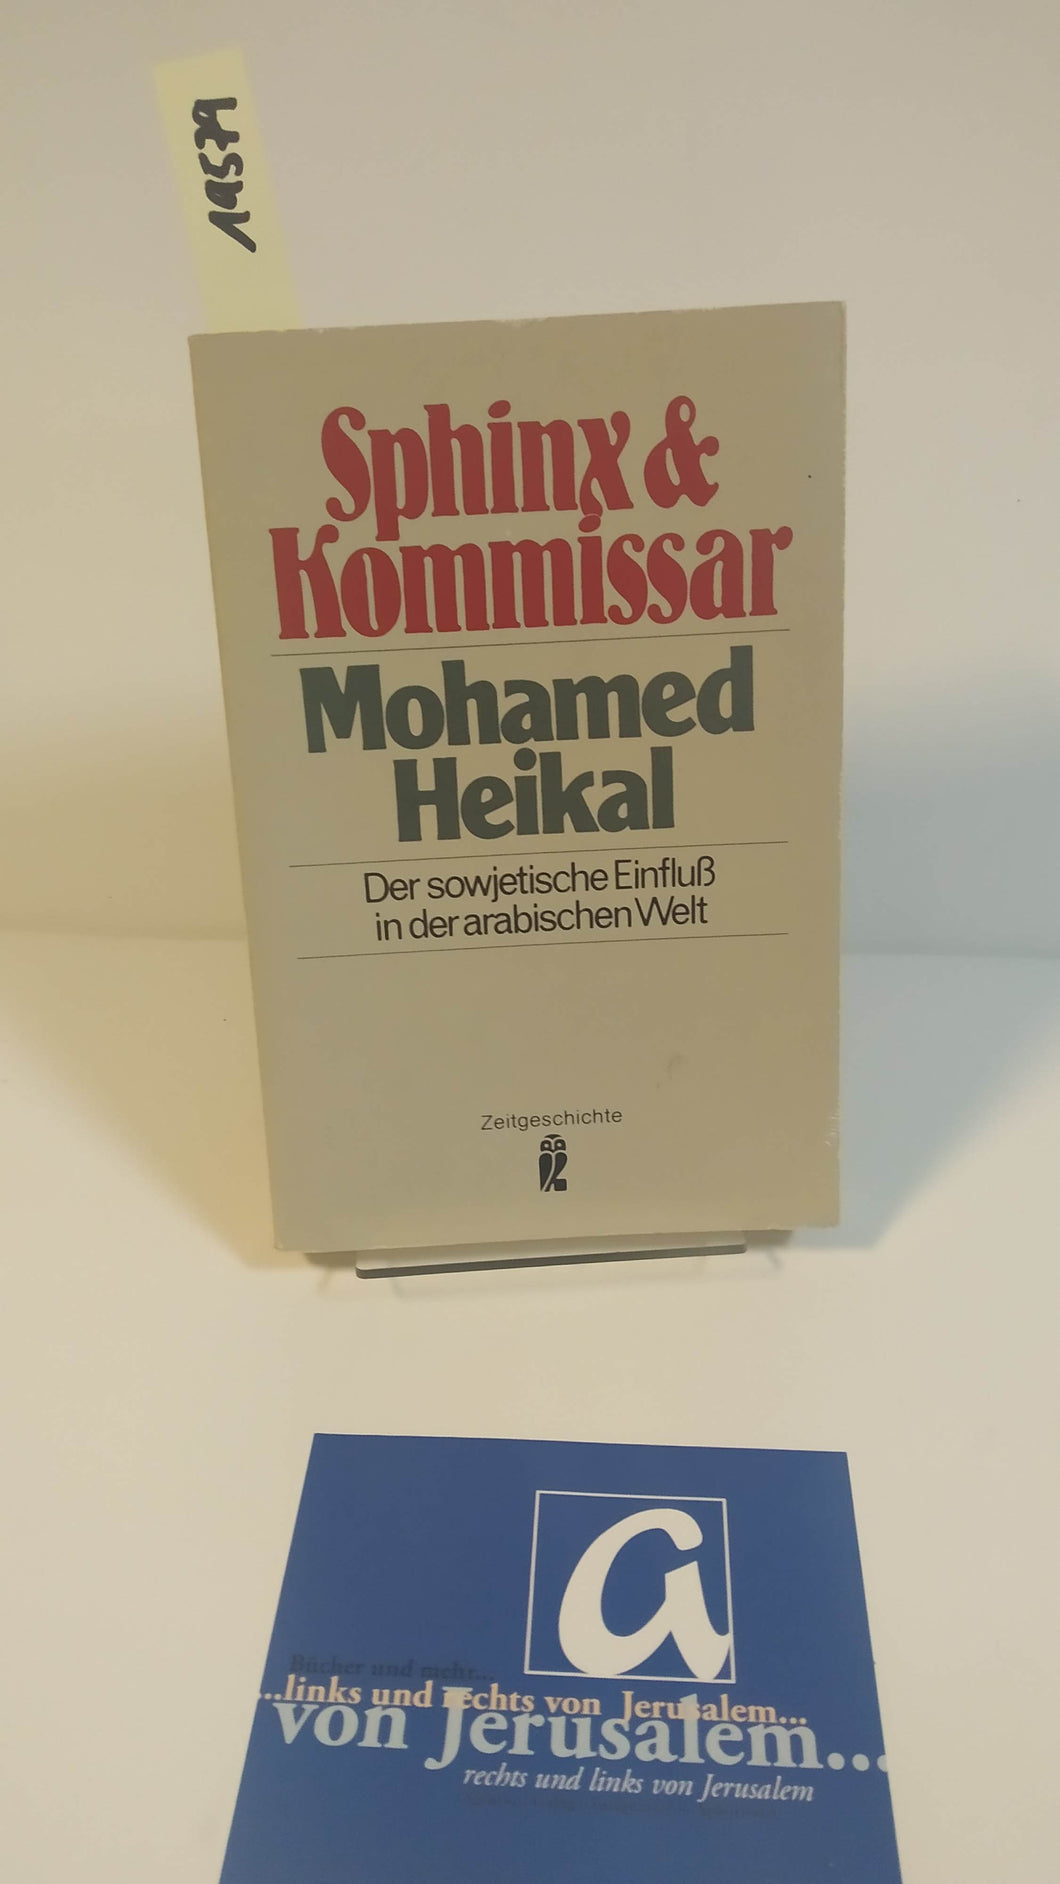 19579
Sphinx &
Kommissar
Mohamed
Heikal
Der sowjetische Einfluß
in der arabischen Welt
Zeitgeschichte
a
Bücher und mehr...
...links und rechts von Jerusalem...
von Jerusalem...
rechts und links von Jerusalem